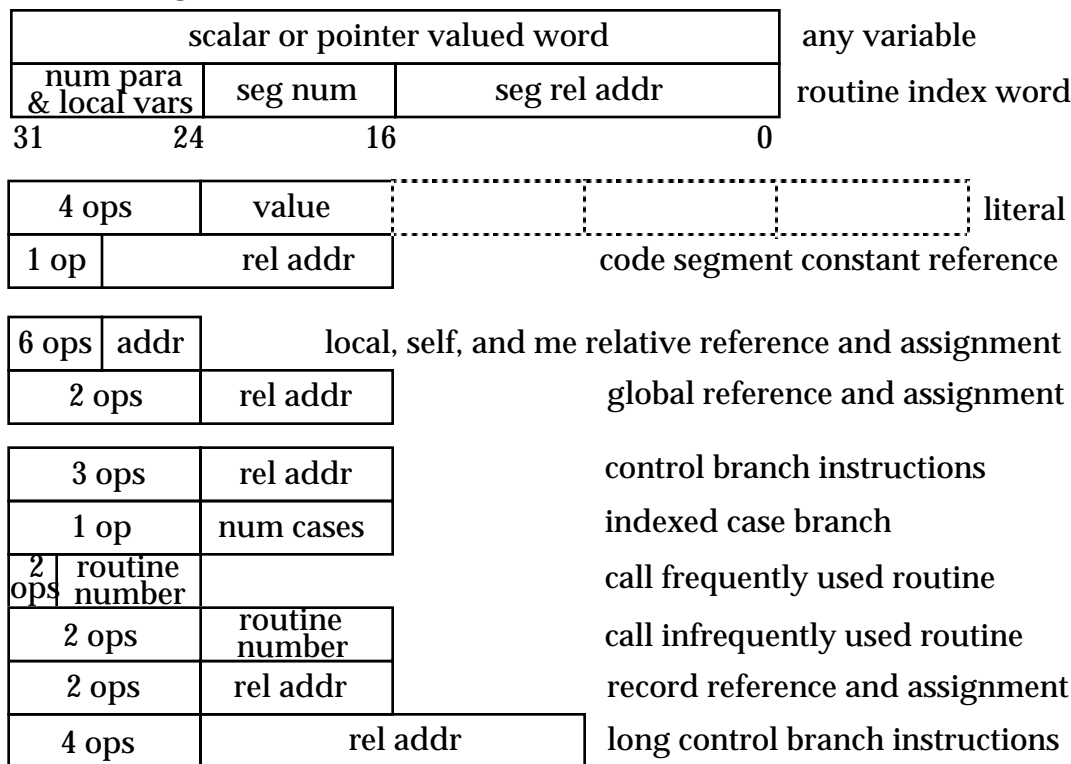 scalar or pointer valued word any variable
num para & local vars seg num seg rel addr routine index word
31 24 16 0
4 ops value literal
1 op rel addr code segment constant reference
6 ops addr local, self, and me relative reference and assignment
2 ops rel addr global reference and assignment
3 ops rel addr control branch instructions
1 op num cases indexed case branch
2 ops routine number call frequently used routine
2 ops routine number call infrequently used routine
2 ops rel addr record reference and assignment
4 ops rel addr long control branch instructions